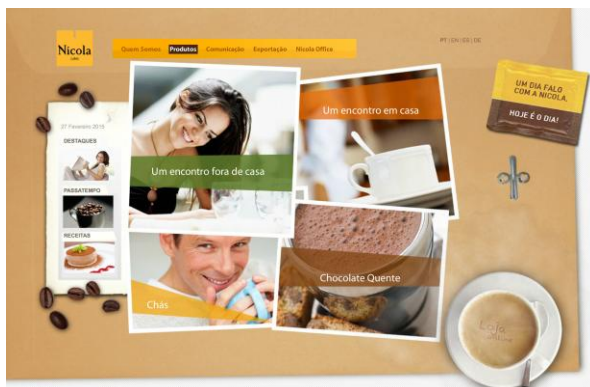 Nicola
Quem Somos Produtos Comunicação Exportação Nicola Office
PT | EN | ES | DE
UM DIA FALO
COM A NICOLA.
HOJE É O DIA!
27 Fevereiro 2015
DESTAQUES
PASSATEMPO
RECEITAS
Um encontro fora de casa
Um encontro em casa
Chás
Chocolate Quente
Loja